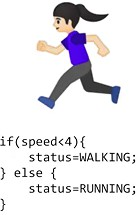 if(speed<4){
    status=WALKING;
} else {
    status=RUNNING;
}